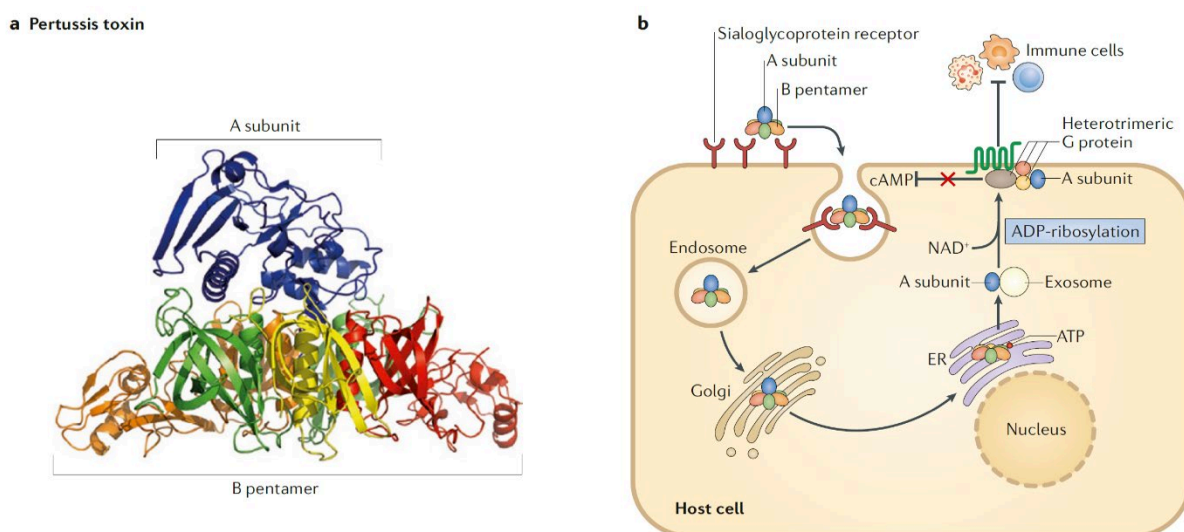 a Pertussis toxin
A subunit
B pentamer
b
Sialoglycoprotein receptor
A subunit
B pentamer
Immune cells
Heterotrimeric
G protein
cAMP
A subunit
ADP-ribosylation
NAD⁺
Endosome
A subunit
Exosome
ATP
ER
Golgi
Nucleus
Host cell